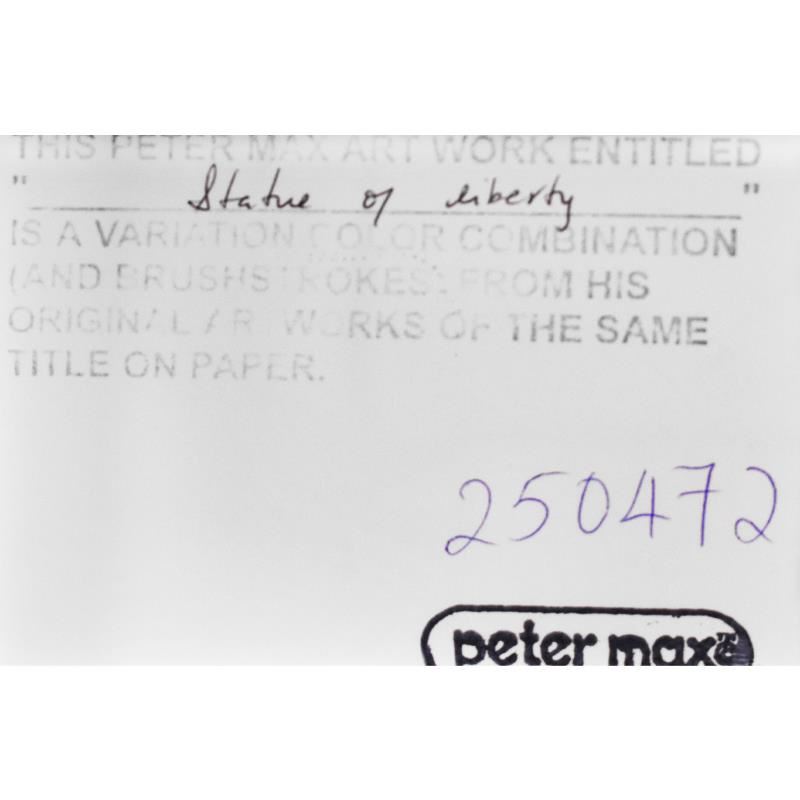 THIS PETER MAX ART WORK ENTITLED
" Statue of liberty "
IS A VARIATION COLOR COMBINATION
(AND BRUSHSTROKES) FROM HIS
ORIGINAL ART WORKS OF THE SAME
TITLE ON PAPER.
250472
peter max